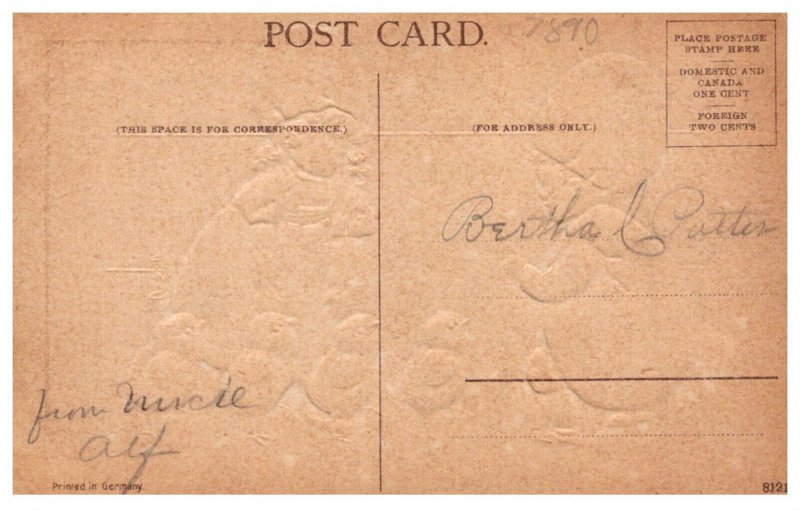 POST CARD.
PLACE POSTAGE
STAMP HERE
DOMESTIC AND
CANADA
ONE CENT
FOREIGN
TWO CENTS
(THIS SPACE IS FOR CORRESPONDENCE.)
(FOR ADDRESS ONLY.)
Bertha C Potter
from Uncle
Alf
Printed in Germany
8121